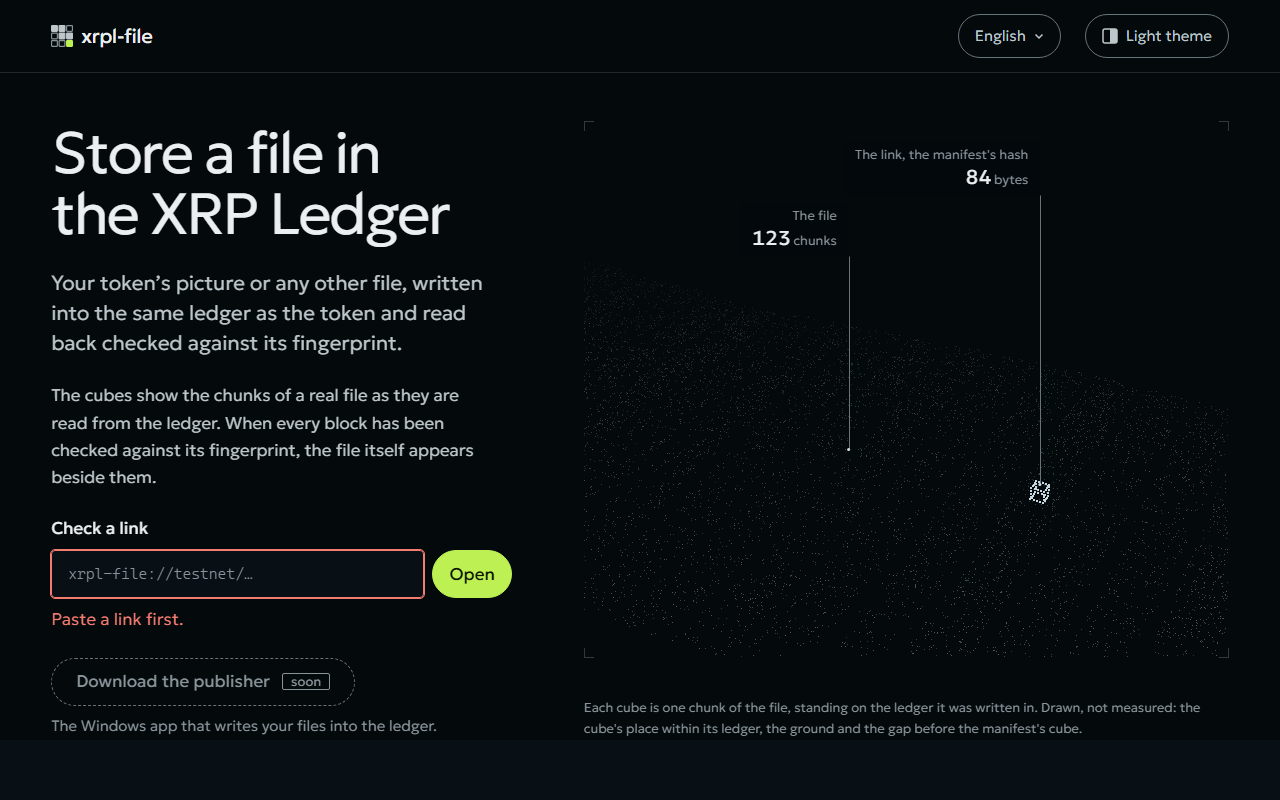 xrpl-file
English
Light theme
Store a file in
the XRP Ledger
Your token’s picture or any other file, written
into the same ledger as the token and read
back checked against its fingerprint.
The cubes show the chunks of a real file as they are
read from the ledger. When every block has been
checked against its fingerprint, the file itself appears
beside them.
Check a link
xrpl-file://testnet/…
Open
Paste a link first.
Download the publisher soon
The Windows app that writes your files into the ledger.
The link, the manifest's hash
84 bytes
The file
123 chunks
Each cube is one chunk of the file, standing on the ledger it was written in. Drawn, not measured: the
cube's place within its ledger, the ground and the gap before the manifest's cube.